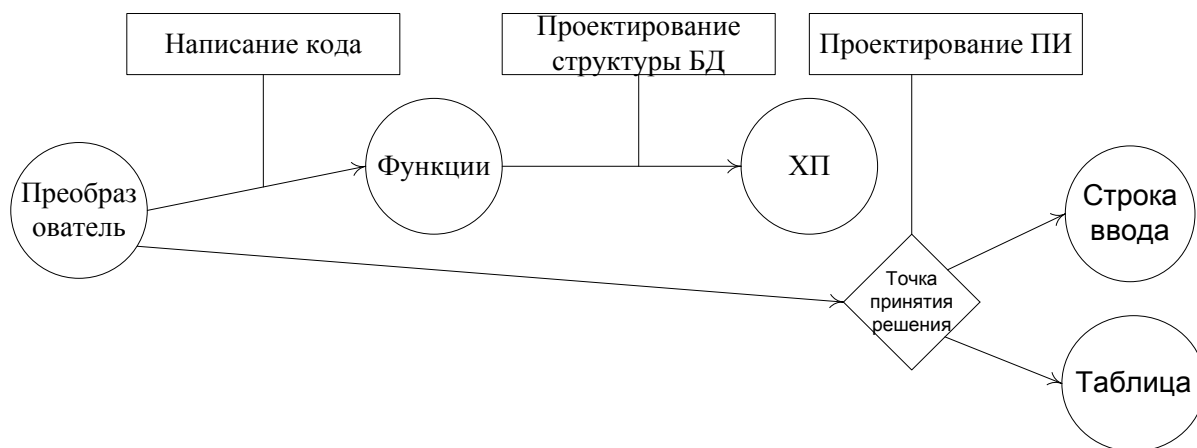 Написание кода
Проектирование
структуры БД
Проектирование ПИ
Функции
ХП
Преобраз
ователь
Строка
ввода
Точка
принятия
решения
Таблица